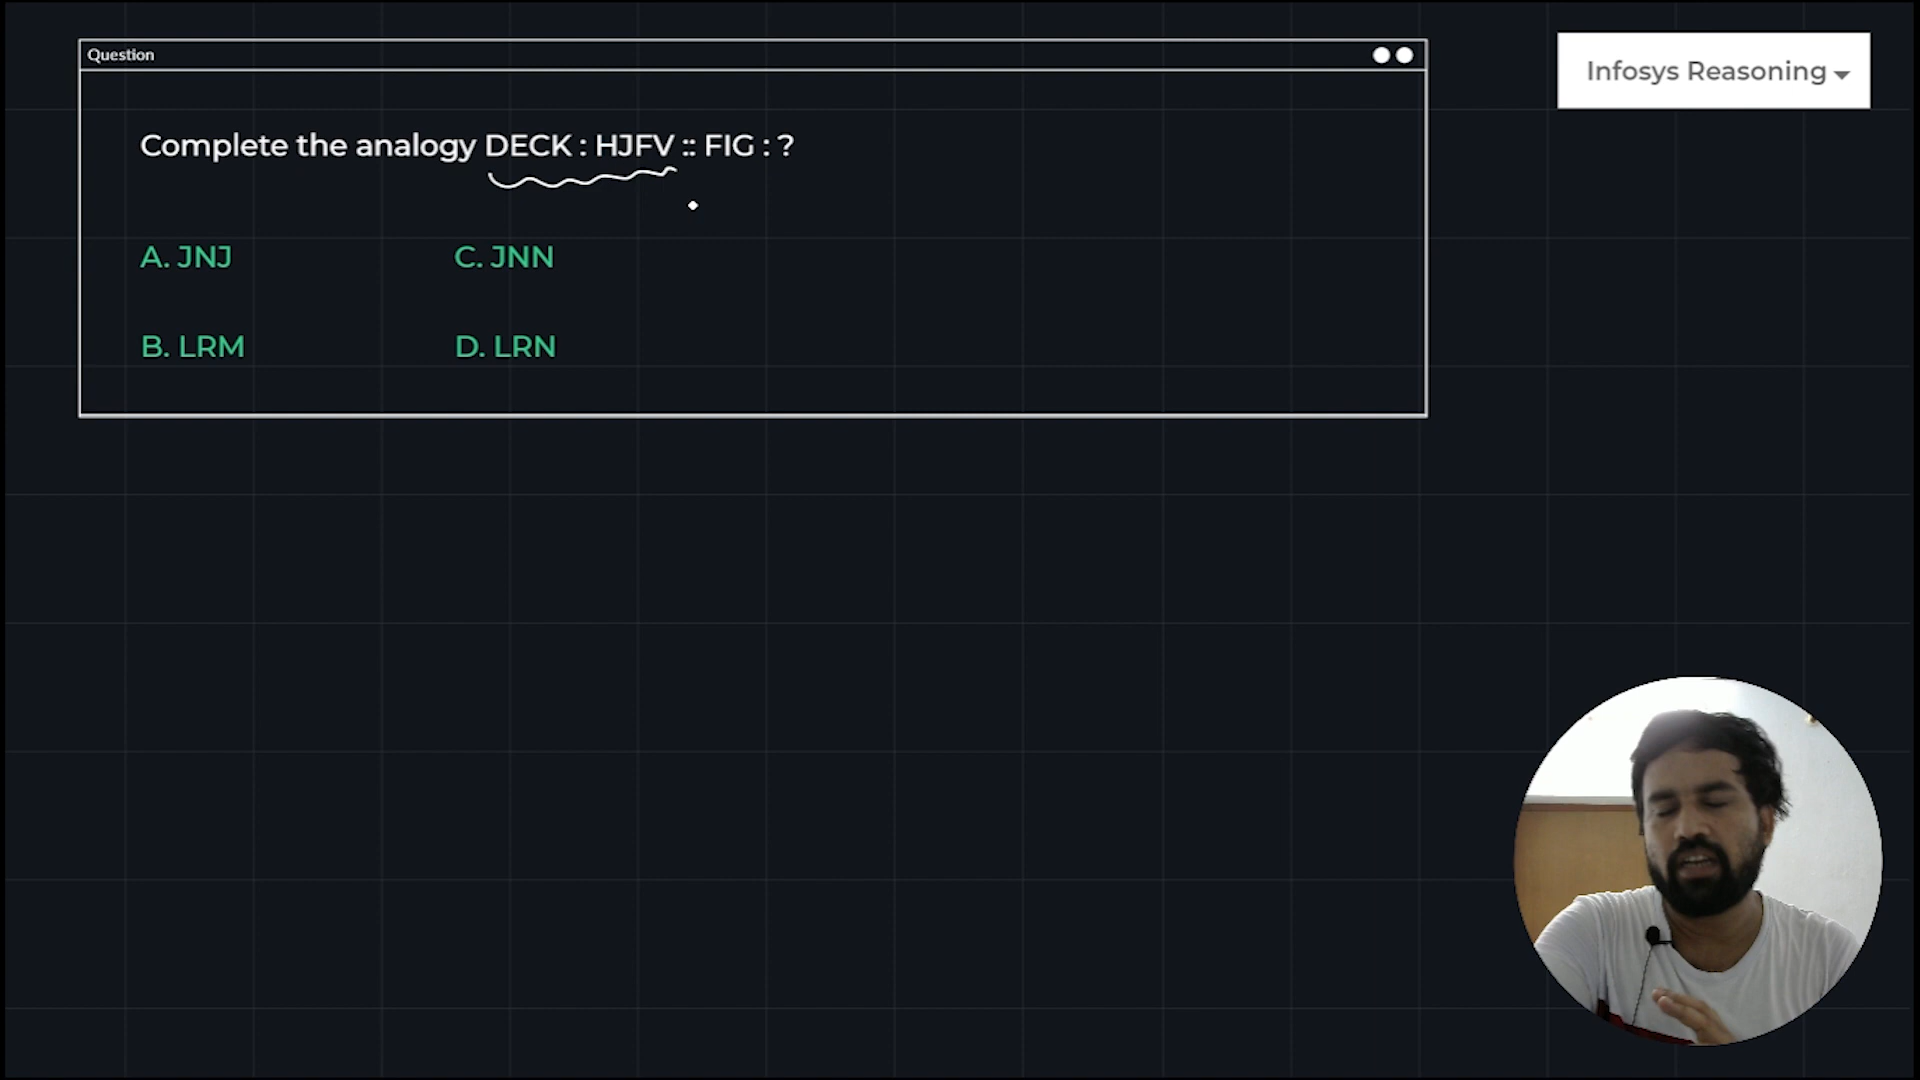 Question
Infosys Reasoning
Complete the analogy DECK : HJFV :: FIG : ?
A. JNJ
C. JNN
B. LRM
D. LRN